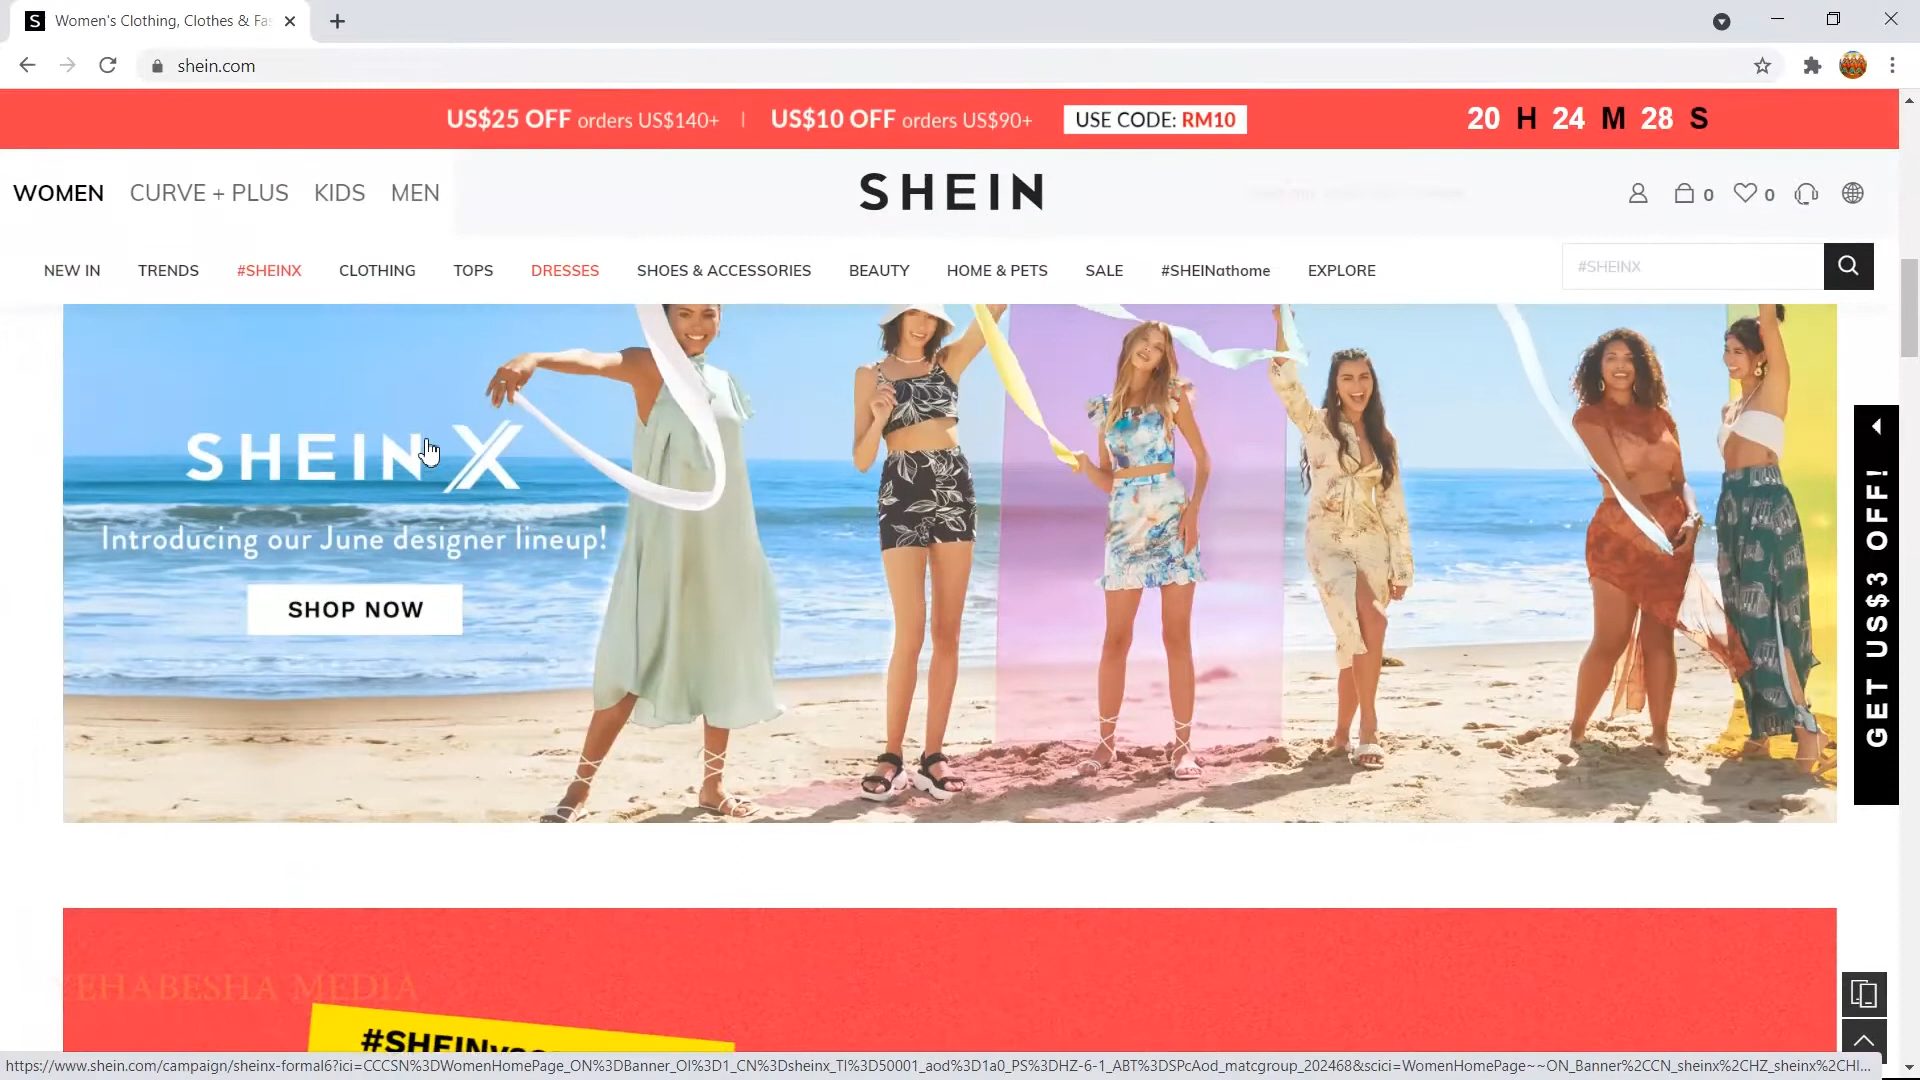 Women's Clothing, Clothes & Fas
shein.com
US$25 OFF orders US$140+ | US$10 OFF orders US$90+ USE CODE: RM10 20 H 24 M 28 S
WOMEN CURVE + PLUS KIDS MEN SHEIN 0 0
NEW IN TRENDS #SHEINX CLOTHING TOPS DRESSES SHOES & ACCESSORIES BEAUTY HOME & PETS SALE #SHEINathome EXPLORE #SHEINX
SHEIN X
Introducing our June designer lineup!
SHOP NOW
GET US$3 OFF!
EHABESHA MEDIA
https://www.shein.com/campaign/sheinx-formal6?ici=CCCSN%3DWomenHomePage_ON%3DBanner_OI%3D1_CN%3Dsheinx_TI%3D50001_aod%3D1a0_PS%3DHZ-6-1_ABT%3DSPcAod_matcgroup_202468&scici=WomenHomePage~~ON_Banner%2CCN_sheinx%2CHZ_sheinx%2CHI...